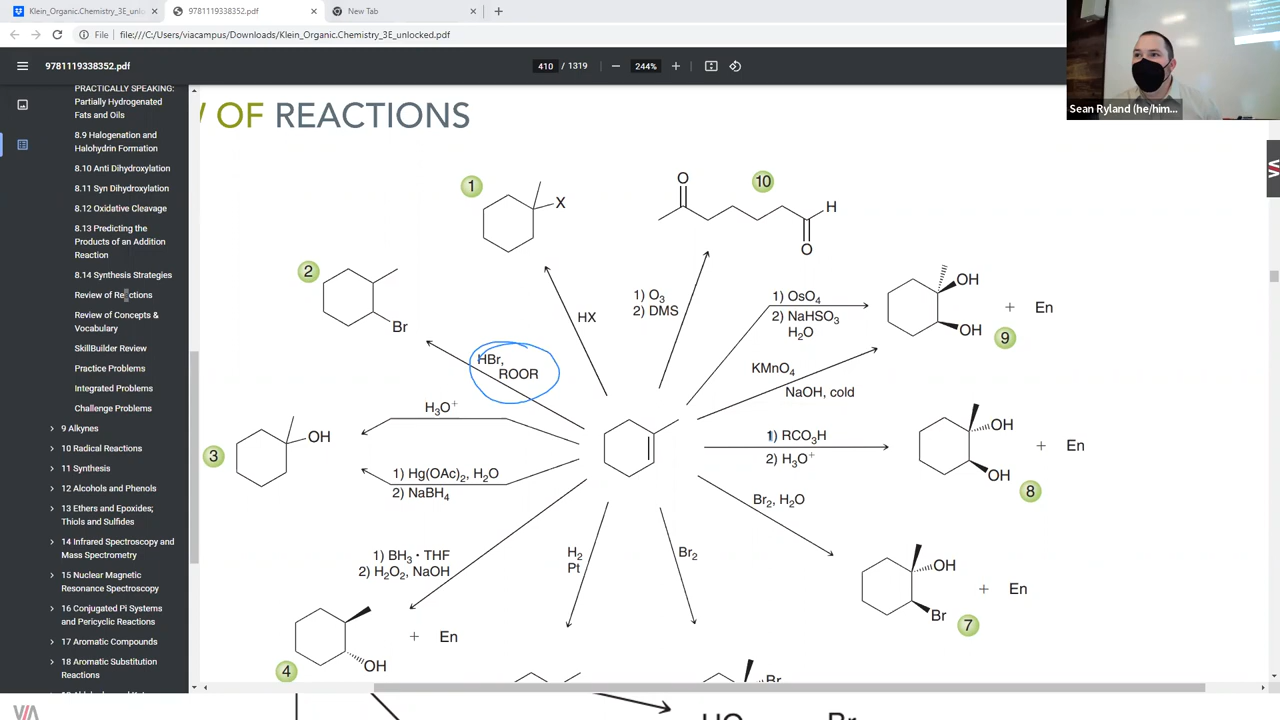 Klein_Organic.Chemistry_3E_unlocked.pdf
9781119338352.pdf
New Tab
File
file:///C:/Users/viacampus/Downloads/Klein_Organic.Chemistry_3E_unlocked.pdf
9781119338352.pdf
410 / 1319
244%
Sean Ryland (he/him...
PRACTICALLY SPEAKING:
Partially Hydrogenated
Fats and Oils
8.9 Halogenation and
Halohydrin Formation
8.10 Anti Dihydroxylation
8.11 Syn Dihydroxylation
8.12 Oxidative Cleavage
8.13 Predicting the
Products of an Addition
Reaction
8.14 Synthesis Strategies
Review of Reactions
Review of Concepts &
Vocabulary
SkillBuilder Review
Practice Problems
Integrated Problems
Challenge Problems
9 Alkynes
10 Radical Reactions
11 Synthesis
12 Alcohols and Phenols
13 Ethers and Epoxides;
Thiols and Sulfides
14 Infrared Spectroscopy and
Mass Spectrometry
15 Nuclear Magnetic
Resonance Spectroscopy
16 Conjugated Pi Systems
and Pericyclic Reactions
17 Aromatic Compounds
18 Aromatic Substitution
Reactions
OF REACTIONS
1
X
10
O
H
O
2
Br
HX
1) O3
2) DMS
1) OsO4
2) NaHSO3
H2O
OH
OH
+ En
9
HBr,
ROOR
KMnO4
NaOH, cold
H3O+
3
OH
1) RCO3H
2) H3O+
OH
OH
+ En
8
1) Hg(OAc)2, H2O
2) NaBH4
Br2, H2O
1) BH3 · THF
2) H2O2, NaOH
H2
Pt
Br2
OH
Br
+ En
7
+ En
OH
4
Br
HO
Br
VIA